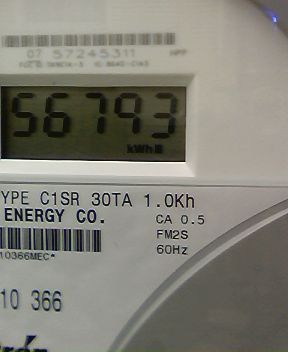 07 57245311
56793
kWh
YPE C1SR 30TA 1.0Kh
ENERGY CO.
CA 0.5
FM2S
60Hz
10366MEC*
10 366